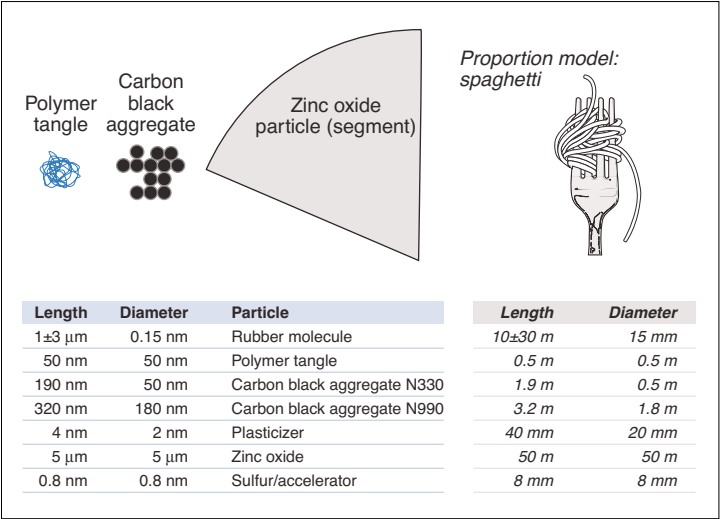 Proportion model:
spaghetti
Carbon
black
aggregate
Polymer
tangle
Zinc oxide
particle (segment)
Length Diameter Particle Length Diameter
1±3 µm 0.15 nm Rubber molecule 10±30 m 15 mm
50 nm 50 nm Polymer tangle 0.5 m 0.5 m
190 nm 50 nm Carbon black aggregate N330 1.9 m 0.5 m
320 nm 180 nm Carbon black aggregate N990 3.2 m 1.8 m
4 nm 2 nm Plasticizer 40 mm 20 mm
5 µm 5 µm Zinc oxide 50 m 50 m
0.8 nm 0.8 nm Sulfur/accelerator 8 mm 8 mm